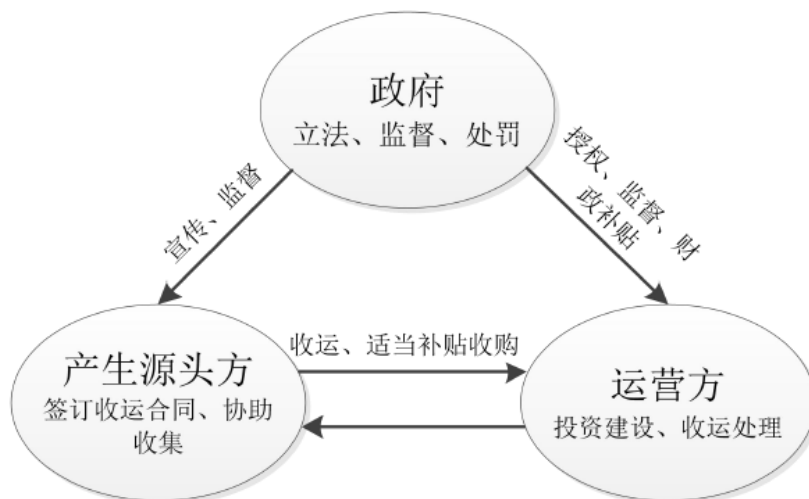 政府
立法、监督、处罚
宣传、监督
授权、监督、财
政补贴
产生源头方
签订收运合同、协助
收集
收运、适当补贴收购
运营方
投资建设、收运处理